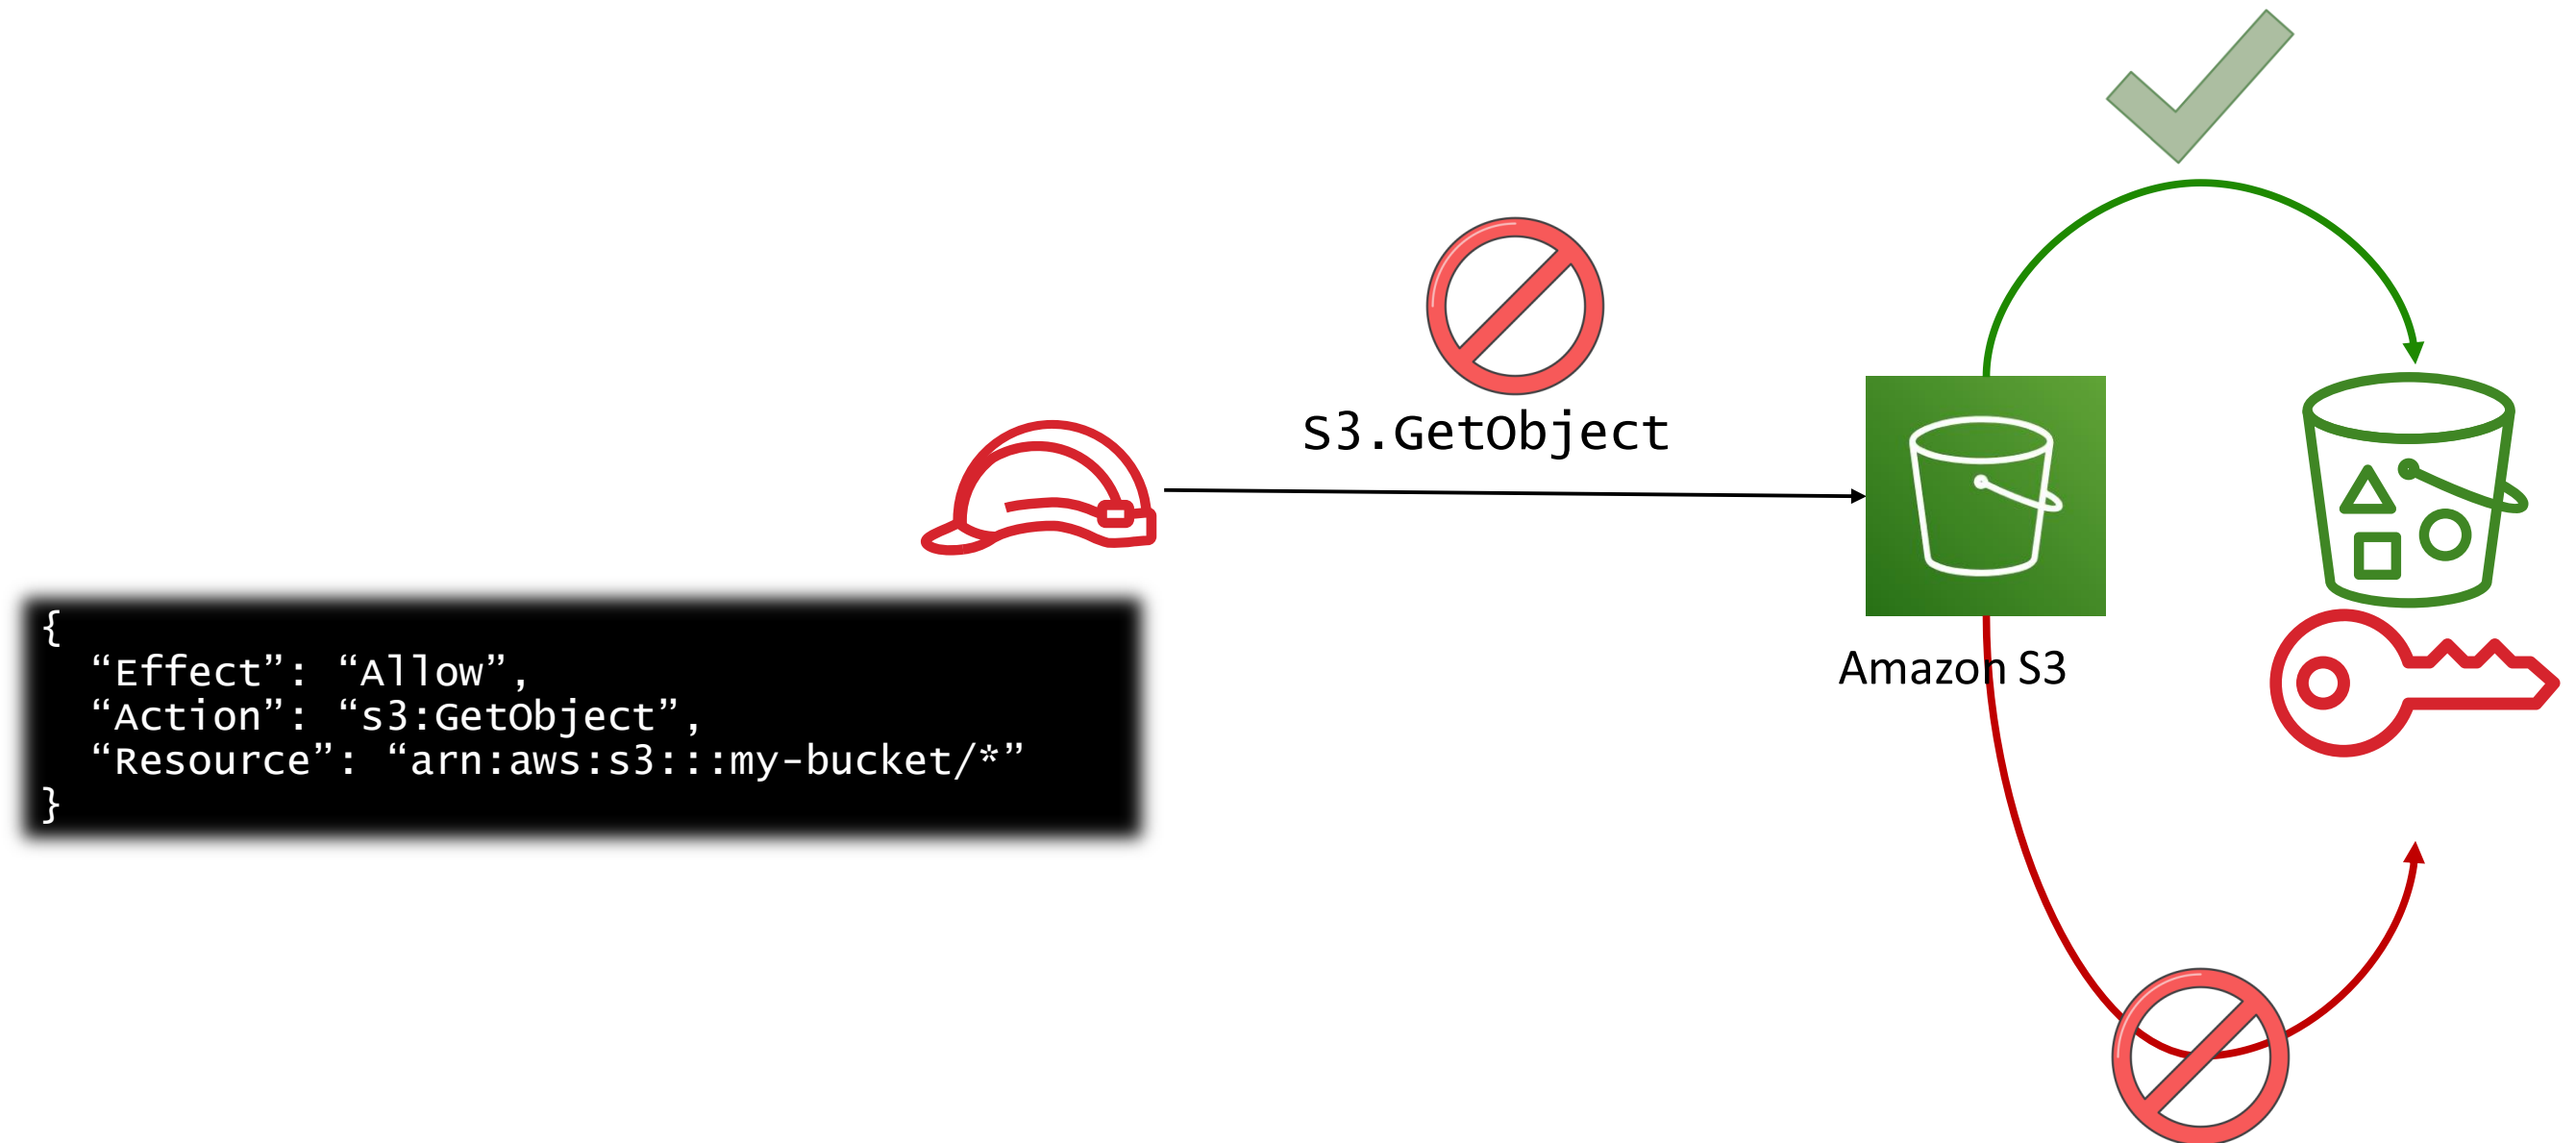 S3.GetObject
Amazon S3
{
“Effect”: “Allow”,
“Action”: “s3:GetObject”,
“Resource”: “arn:aws:s3:::my-bucket/*”
}